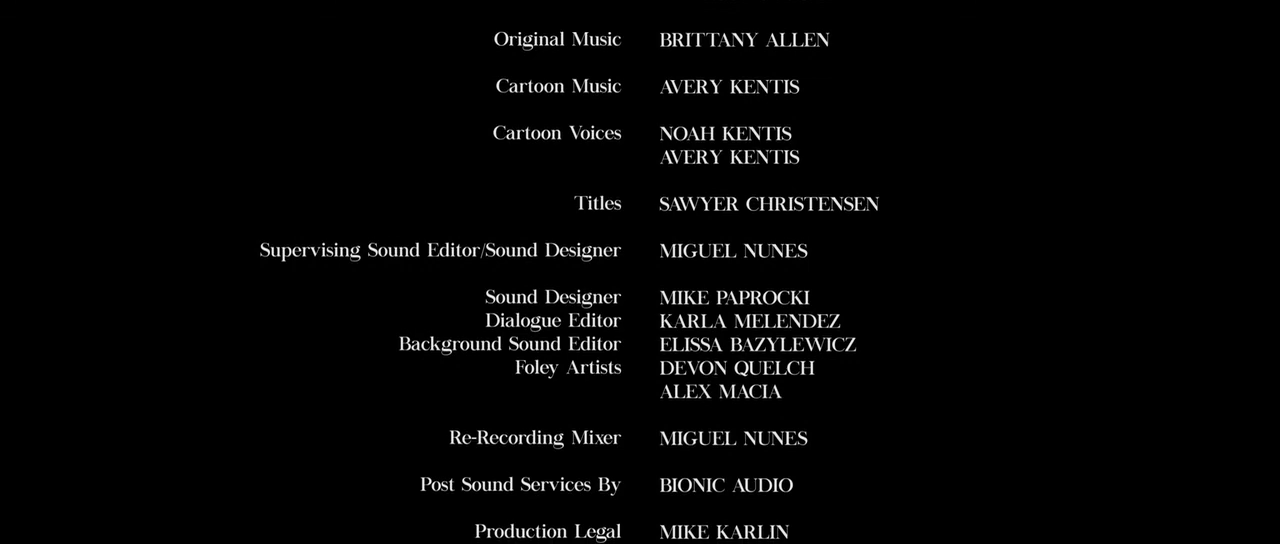 Original Music BRITTANY ALLEN
Cartoon Music AVERY KENTIS
Cartoon Voices NOAH KENTIS
AVERY KENTIS
Titles SAWYER CHRISTENSEN
Supervising Sound Editor/Sound Designer MIGUEL NUNES
Sound Designer MIKE PAPROCKI
Dialogue Editor KARLA MELENDEZ
Background Sound Editor ELISSA BAZYLEWICZ
Foley Artists DEVON QUELCH
ALEX MACIA
Re-Recording Mixer MIGUEL NUNES
Post Sound Services By BIONIC AUDIO
Production Legal MIKE KARLIN